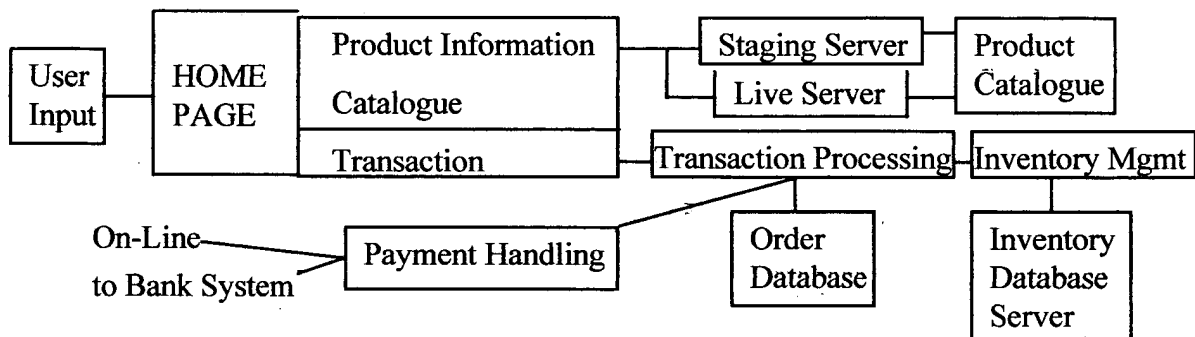 User
Input
HOME
PAGE
Product Information
Catalogue
Transaction
Staging Server
Live Server
Product
Catalogue
Transaction Processing
Inventory Mgmt
On-Line
to Bank System
Payment Handling
Order
Database
Inventory
Database
Server